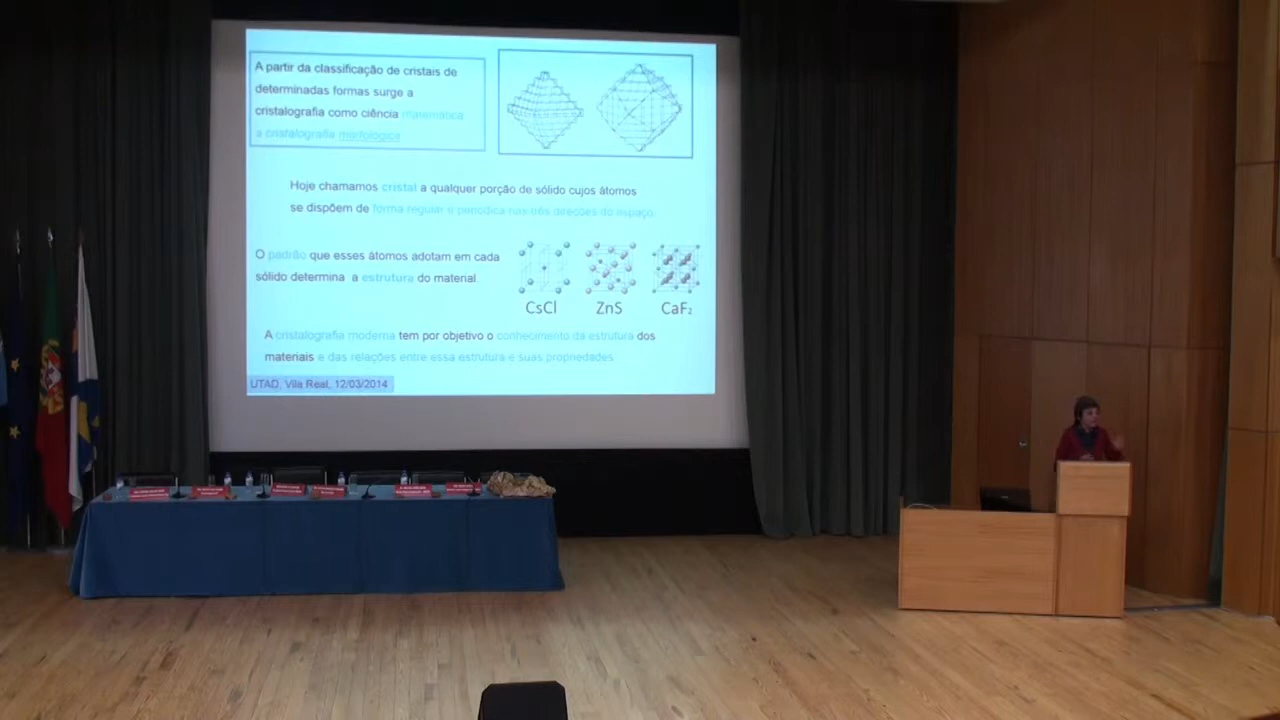 A partir da classificação de cristais de
determinadas formas surge a
cristalografia como ciência matemática
a cristalografia morfológica
Hoje chamamos cristal a qualquer porção de sólido cujos átomos
se dispõem de forma regular e periódica nas três direções do espaço.
O padrão que esses átomos adotam em cada
sólido determina a estrutura do material.
CsCl
ZnS
CaF2
A cristalografia moderna tem por objetivo o conhecimento da estrutura dos
materiais e das relações entre essa estrutura e suas propriedades
UTAD, Vila Real, 12/03/2014